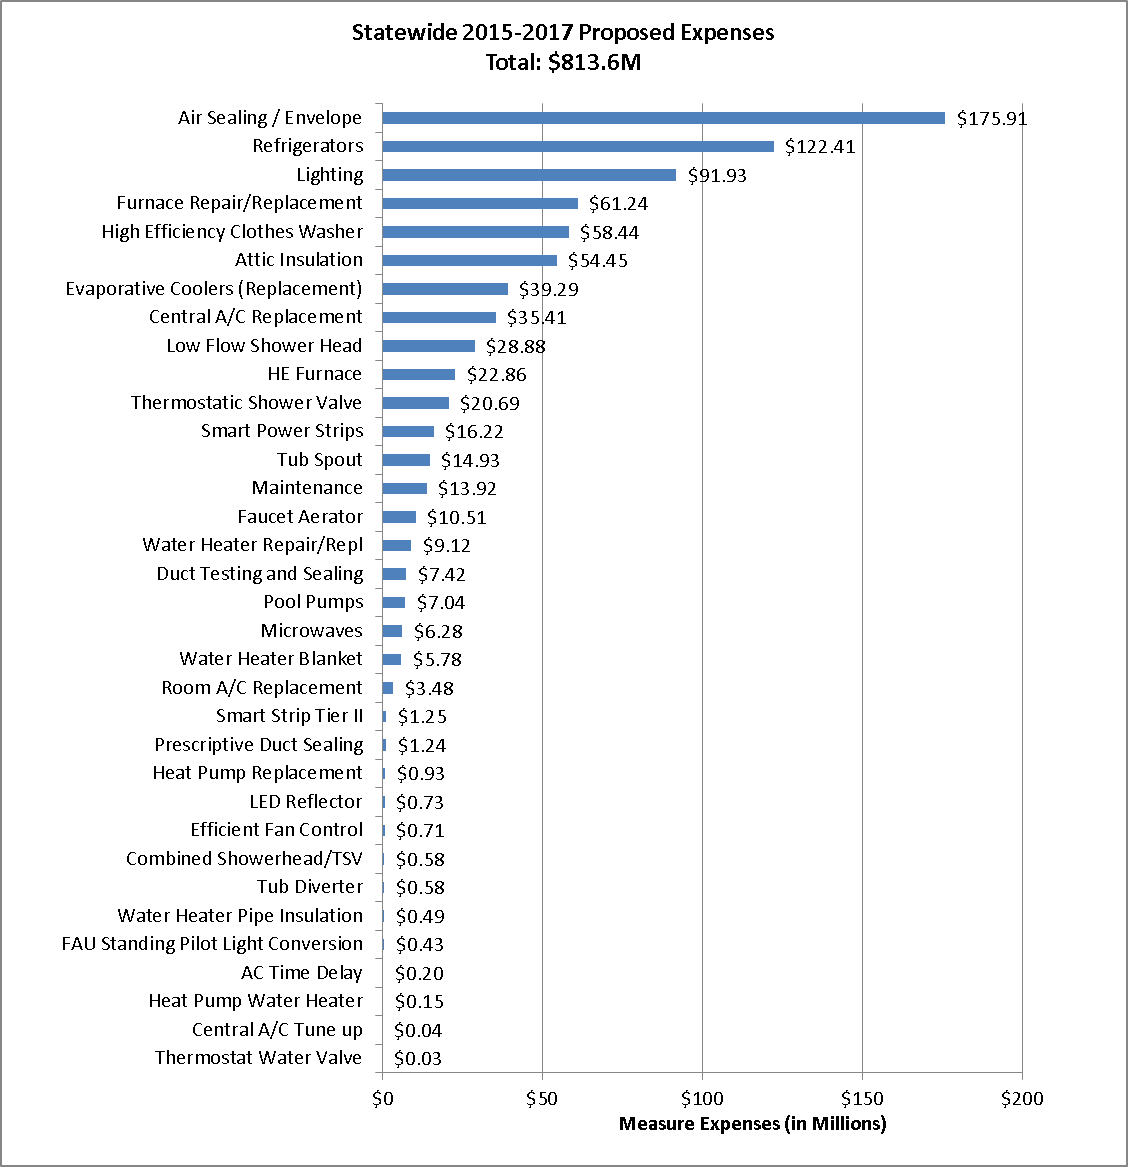 Statewide 2015-2017 Proposed Expenses
Total: $813.6M
Air Sealing / Envelope $175.91
Refrigerators $122.41
Lighting $91.93
Furnace Repair/Replacement $61.24
High Efficiency Clothes Washer $58.44
Attic Insulation $54.45
Evaporative Coolers (Replacement) $39.29
Central A/C Replacement $35.41
Low Flow Shower Head $28.88
HE Furnace $22.86
Thermostatic Shower Valve $20.69
Smart Power Strips $16.22
Tub Spout $14.93
Maintenance $13.92
Faucet Aerator $10.51
Water Heater Repair/Repl $9.12
Duct Testing and Sealing $7.42
Pool Pumps $7.04
Microwaves $6.28
Water Heater Blanket $5.78
Room A/C Replacement $3.48
Smart Strip Tier II $1.25
Prescriptive Duct Sealing $1.24
Heat Pump Replacement $0.93
LED Reflector $0.73
Efficient Fan Control $0.71
Combined Showerhead/TSV $0.58
Tub Diverter $0.58
Water Heater Pipe Insulation $0.49
FAU Standing Pilot Light Conversion $0.43
AC Time Delay $0.20
Heat Pump Water Heater $0.15
Central A/C Tune up $0.04
Thermostat Water Valve $0.03
$0 $50 $100 $150 $200
Measure Expenses (in Millions)